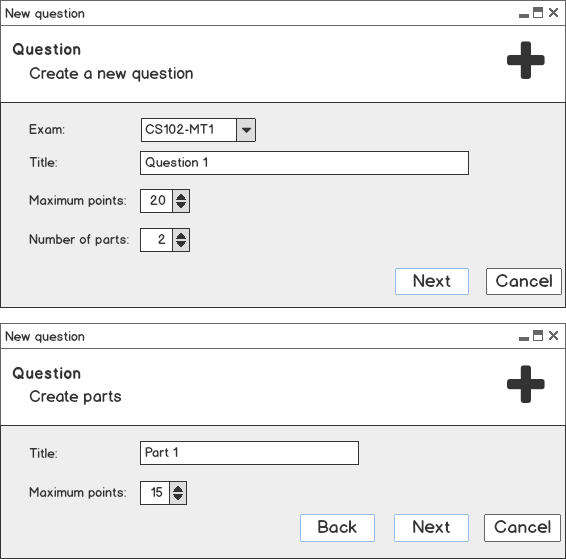 New question
Question
Create a new question
Exam: CS102-MT1
Title: Question 1
Maximum points: 20
Number of parts: 2
Next Cancel
New question
Question
Create parts
Title: Part 1
Maximum points: 15
Back Next Cancel